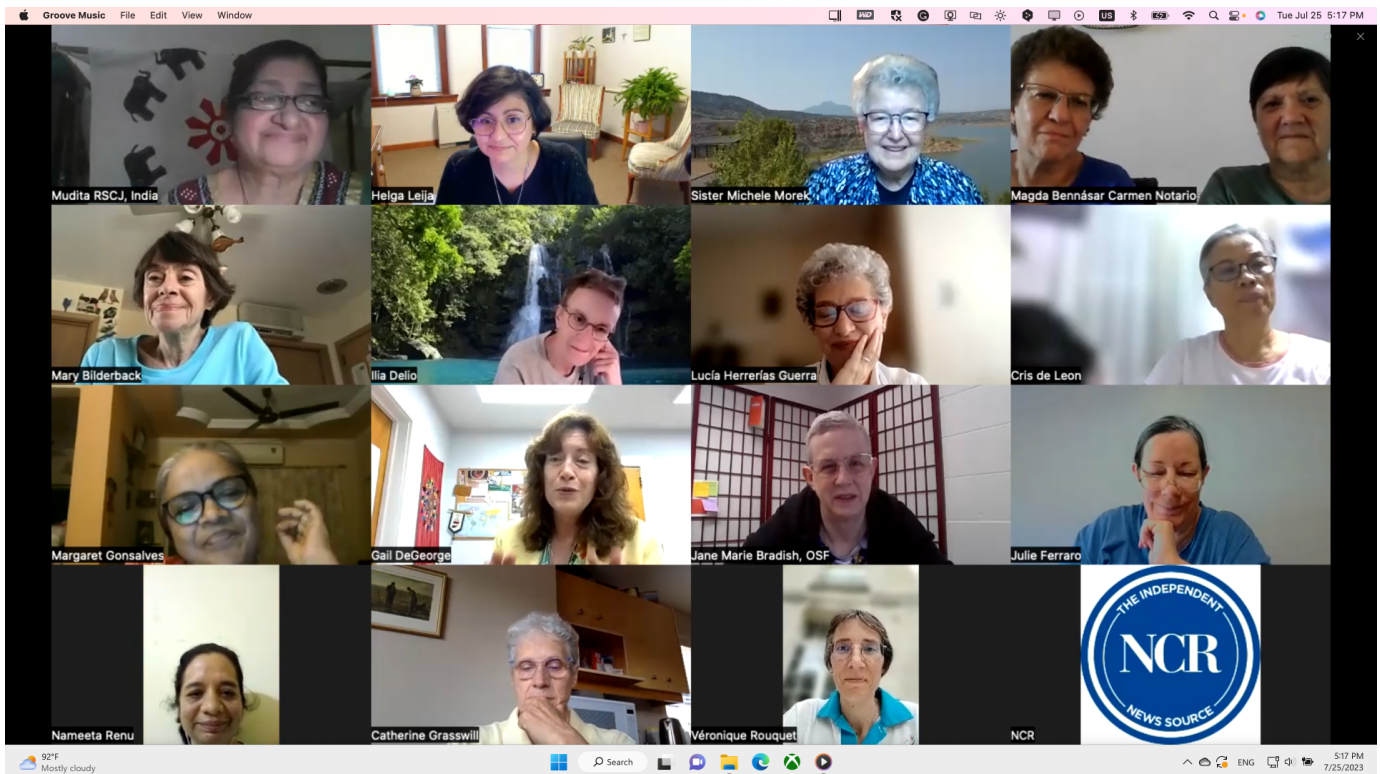 Groove Music File Edit View Window
US
Tue Jul 25 5:17 PM
Mudita RSCJ, India
Helga Leija
Sister Michele Morek
Magda Bennásar Carmen Notario
Mary Bilderback
Ilia Delio
Lucía Herrerías Guerra
Cris de Leon
Margaret Gonsalves
Gail DeGeorge
Jane Marie Bradish, OSF
Julie Ferraro
Nameeta Renu
Catherine Grasswill
Véronique Rouquet
NCR
THE INDEPENDENT
NCR
NEWS SOURCE
92°F
Mostly cloudy
Search
ENG
5:17 PM
7/25/2023